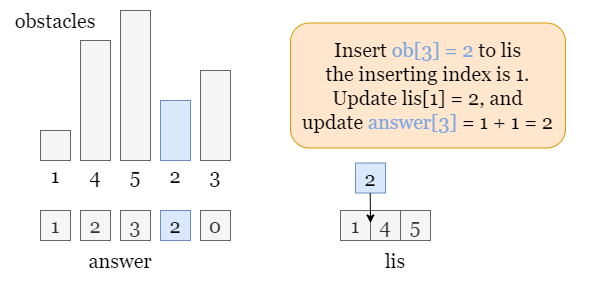 obstacles
1 4 5 2 3
1 2 3 2 0
answer
Insert ob[3] = 2 to lis
the inserting index is 1.
Update lis[1] = 2, and
update answer[3] = 1 + 1 = 2
2
1 4 5
lis